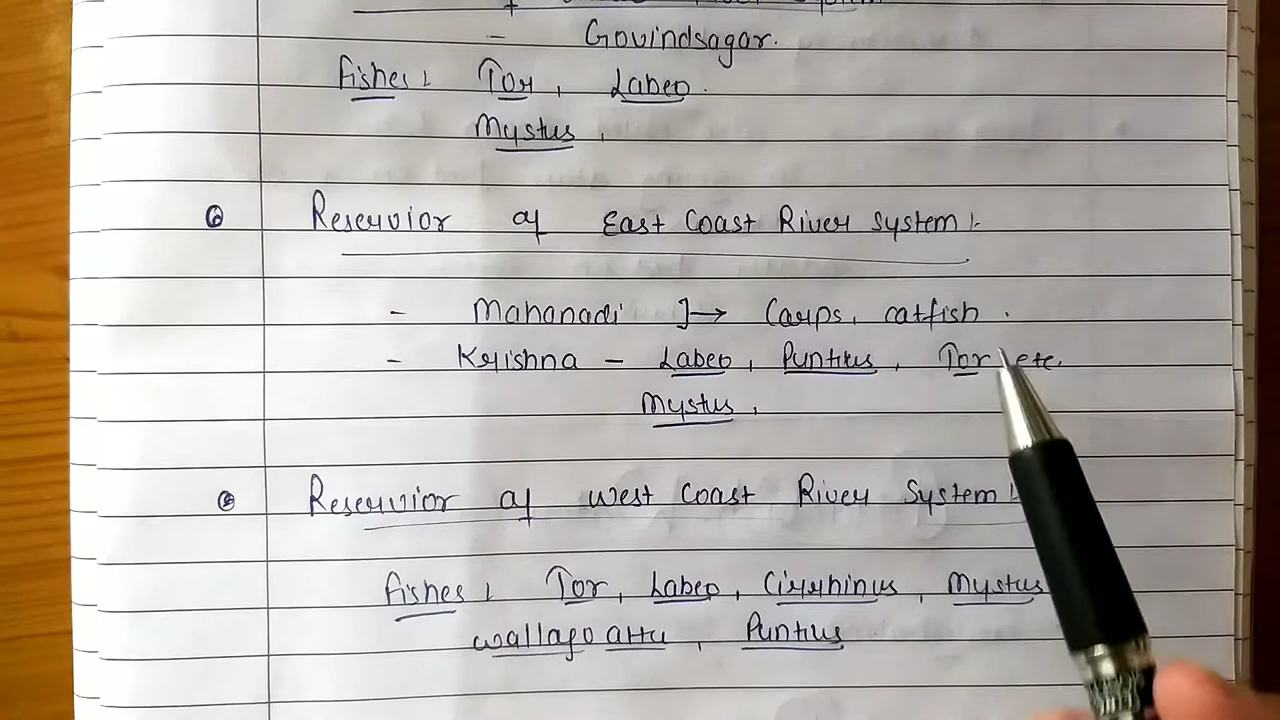 - Govindsagar.
Fishes: Tor, Labeo.
Mystus,
⑥ Reservior of East Coast River System:-
- Mahanadi ]→ Carps, catfish.
- Krishna - Labeo, Puntius, Tor etc.
Mystus,
Reservior of West Coast River System:-
Fishes: Tor, Labeo, Cirrhinus, Mystus
Wallago attu, Puntius